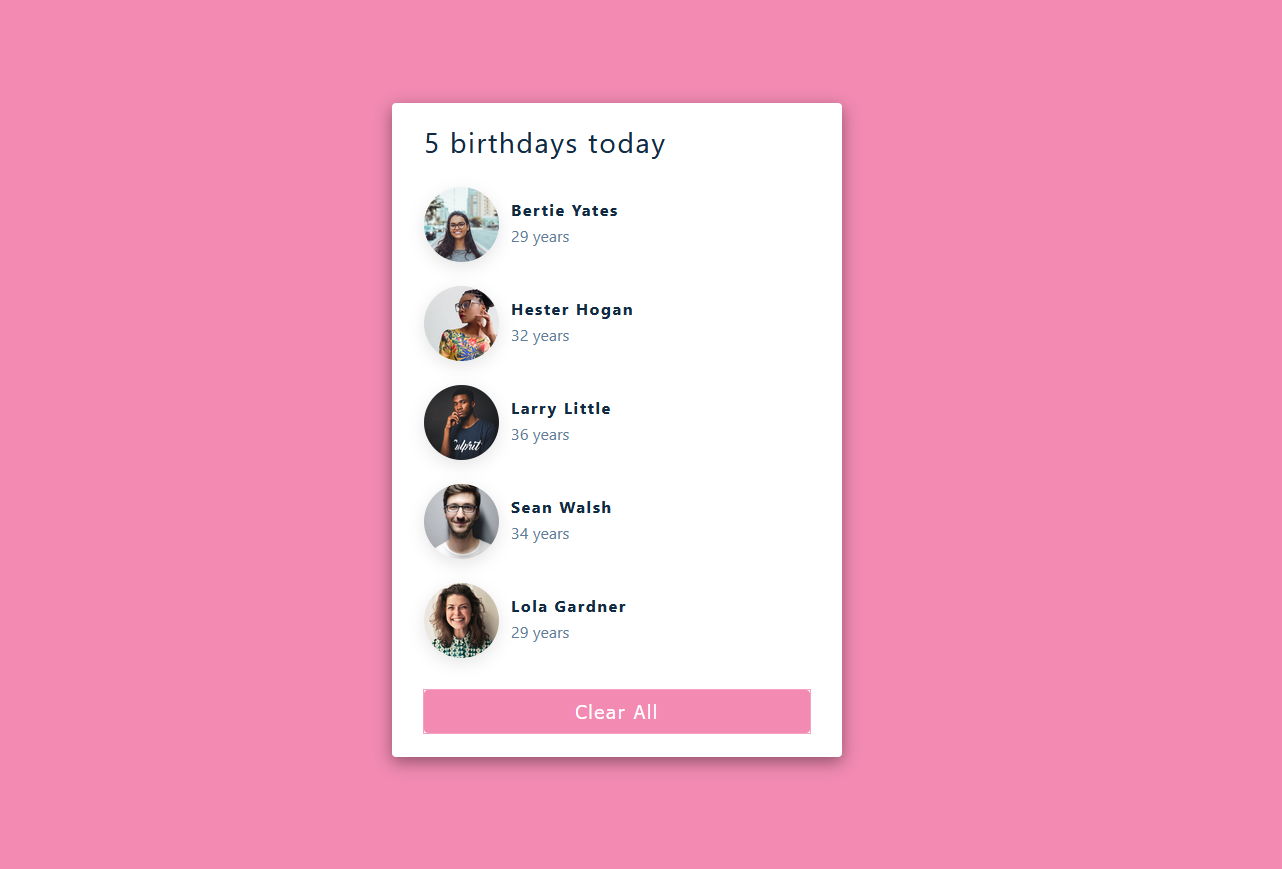 5 birthdays today
Bertie Yates
29 years
Hester Hogan
32 years
Larry Little
36 years
Sean Walsh
34 years
Lola Gardner
29 years
Clear All